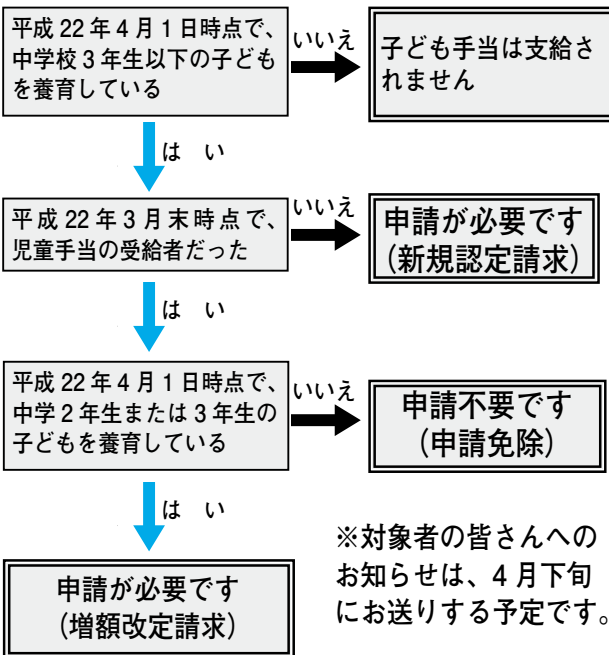 平成 22 年 4 月 1 日時点で、
中学校 3 年生以下の子ども
を養育している
いいえ
子ども手当は支給さ
れません
は　い
平成 22 年 3 月末時点で、
児童手当の受給者だった
いいえ
申請が必要です
(新規認定請求)
は　い
平成 22 年 4 月 1 日時点で、
中学 2 年生または 3 年生の
子どもを養育している
いいえ
申請不要です
(申請免除)
は　い
申請が必要です
(増額改定請求)
※対象者の皆さんへの
お知らせは、4 月下旬
にお送りする予定です。